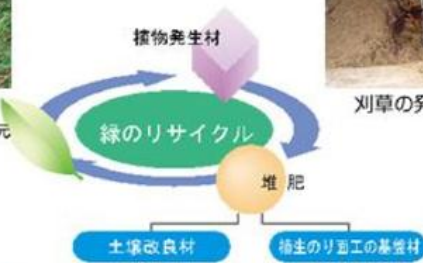 植物発生材
刈草の発
元
緑のリサイクル
堆肥
土壌改良材
植生のり面工の基盤材